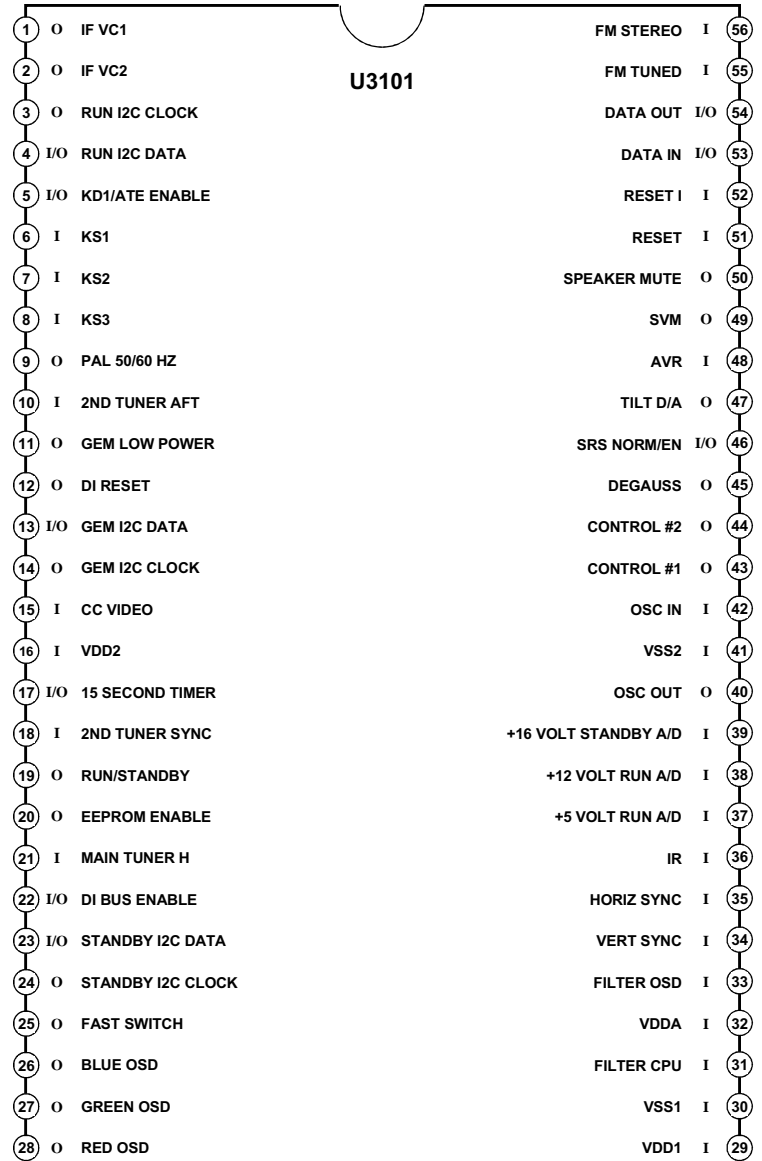 1 O IF VC1 FM STEREO I 56
2 O IF VC2 FM TUNED I 55
U3101
3 O RUN I2C CLOCK DATA OUT I/O 54
4 I/O RUN I2C DATA DATA IN I/O 53
5 I/O KD1/ATE ENABLE RESET I I 52
6 I KS1 RESET I 51
7 I KS2 SPEAKER MUTE O 50
8 I KS3 SVM O 49
9 O PAL 50/60 HZ AVR I 48
10 I 2ND TUNER AFT TILT D/A O 47
11 O GEM LOW POWER SRS NORM/EN I/O 46
12 O DI RESET DEGAUSS O 45
13 I/O GEM I2C DATA CONTROL #2 O 44
14 O GEM I2C CLOCK CONTROL #1 O 43
15 I CC VIDEO OSC IN I 42
16 I VDD2 VSS2 I 41
17 I/O 15 SECOND TIMER OSC OUT O 40
18 I 2ND TUNER SYNC +16 VOLT STANDBY A/D I 39
19 O RUN/STANDBY +12 VOLT RUN A/D I 38
20 O EEPROM ENABLE +5 VOLT RUN A/D I 37
21 I MAIN TUNER H IR I 36
22 I/O DI BUS ENABLE HORIZ SYNC I 35
23 I/O STANDBY I2C DATA VERT SYNC I 34
24 O STANDBY I2C CLOCK FILTER OSD I 33
25 O FAST SWITCH VDDA I 32
26 O BLUE OSD FILTER CPU I 31
27 O GREEN OSD VSS1 I 30
28 O RED OSD VDD1 I 29